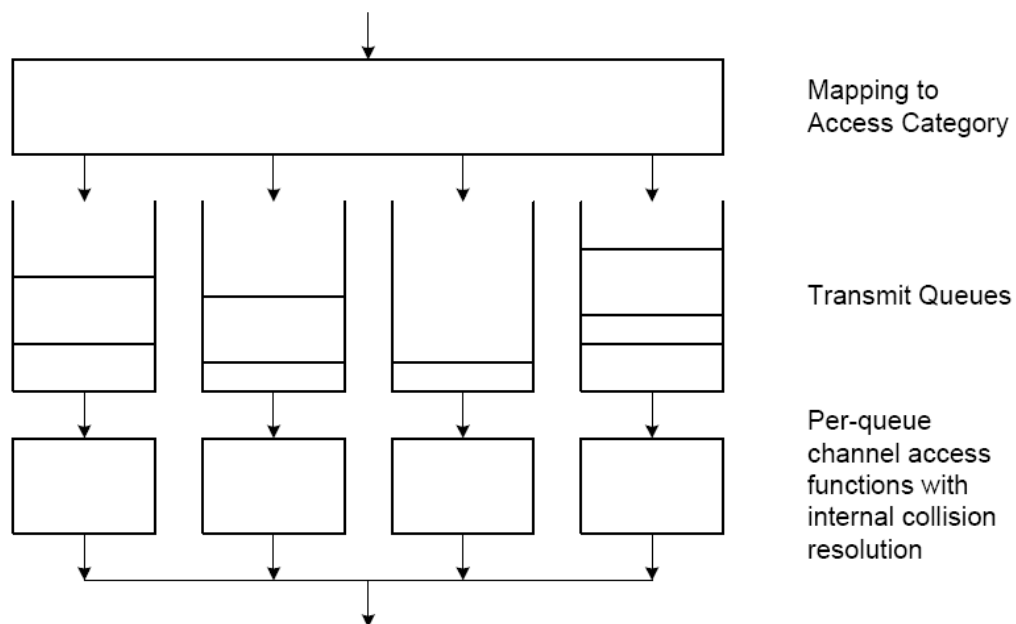 Mapping to
Access Category
Transmit Queues
Per-queue
channel access
functions with
internal collision
resolution